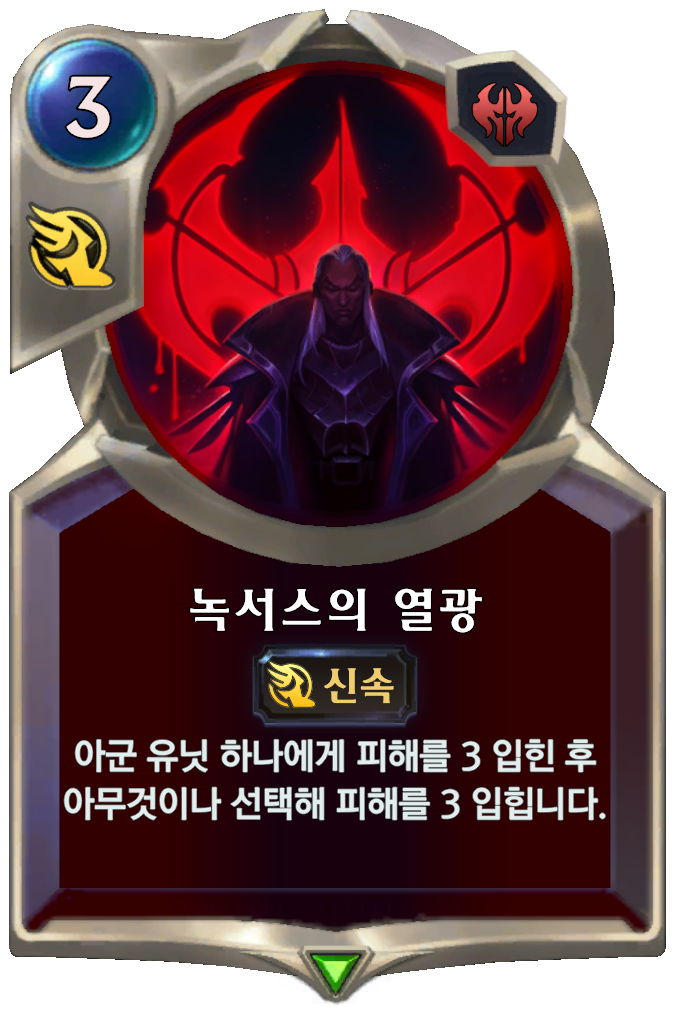 3
녹서스의 열광
신속
아군 유닛 하나에게 피해를 3 입힌 후
아무것이나 선택해 피해를 3 입힙니다.